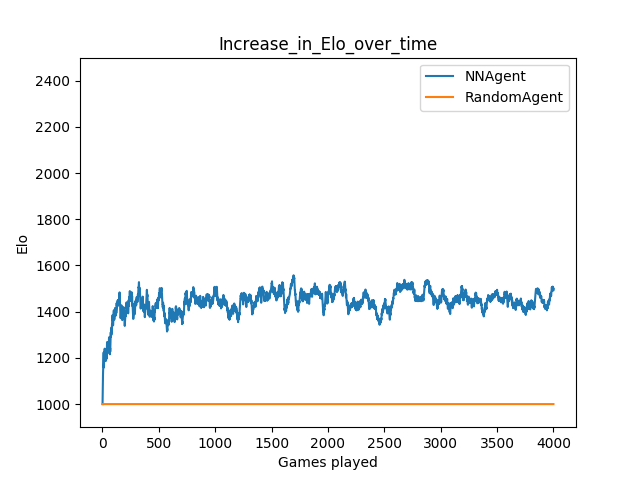 Increase_in_Elo_over_time
NNAgent
RandomAgent
2400
2200
2000
1800
1600
1400
1200
1000
Elo
0 500 1000 1500 2000 2500 3000 3500 4000
Games played